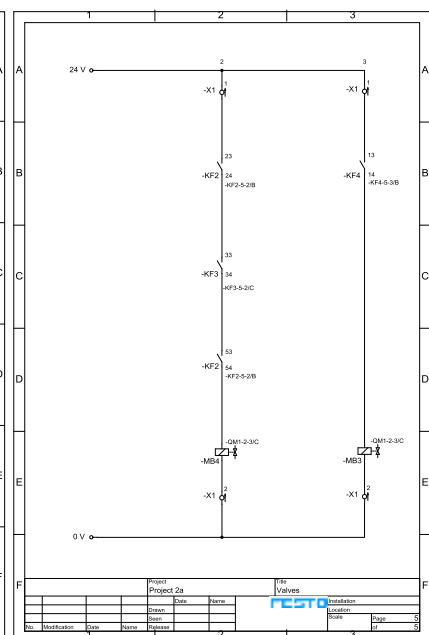 1 2 3
A A A
2 3
24 V
1 1
-X1 -X1
B B
23 13
-KF2 24 -KF4 14
-KF2-5-2/B -KF4-5-3/B
C C
33
-KF3 34
-KF3-5-2/C
D D
53
-KF2 54
-KF2-5-2/B
-QM1-2-3/C -QM1-2-3/C
-MB4 -MB3
E E
2 2
-X1 -X1
0 V
F F
Project Title
Project 2a Valves
Date Name FESTO Installation
Drawn Location
Seen Scale Page 5
No. Modification Date Name Release of 5
1 2 3